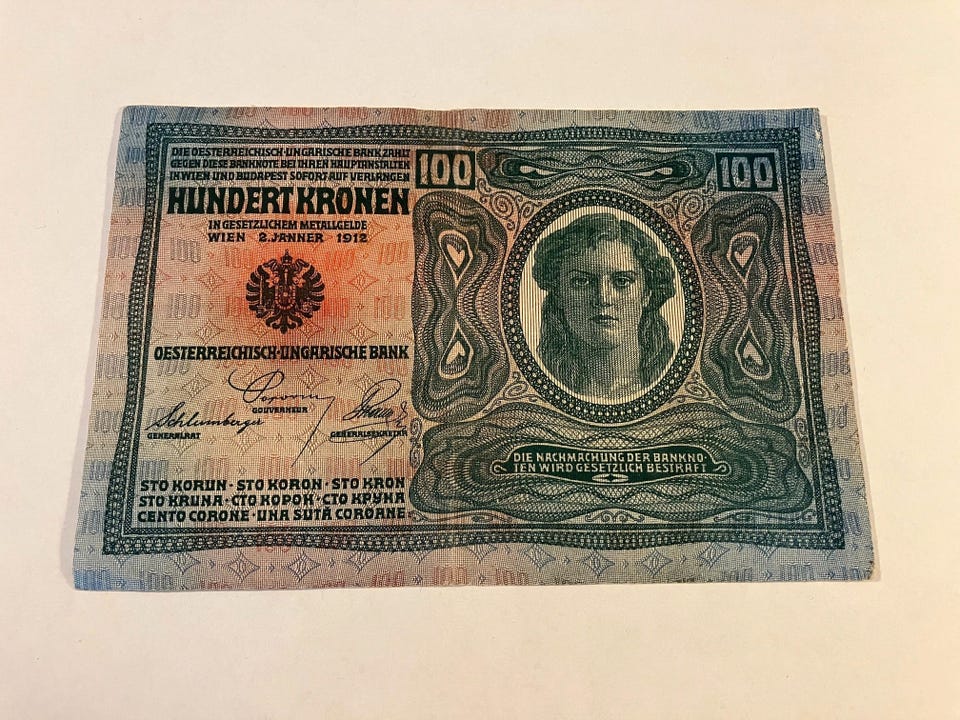 DIE OESTERREICHISCH-UNGARISCHE BANK ZAHLT
GEGEN DIESE BANKNOTE BEI IHREN HAUPTANSTALTEN
IN WIEN UND BUDAPEST SOFORT AUF VERLANGEN
HUNDERT KRONEN
IN GESETZLICHEM METALLGELDE
WIEN 2. JÄNNER 1912
OESTERREICHISCH-UNGARISCHE BANK
GOUVERNEUR
Schlumberger
GENERALRAT
GENERALSEKRETÄR
STO KORUN · STO KORON · STO KRON
STO KRUNA · СТО КОРОН · СТО КРУНА
CENTO CORONE · UNA SUTĂ COROANE
100
100
DIE NACHMACHUNG DER BANKNO-
TEN WIRD GESETZLICH BESTRAFT